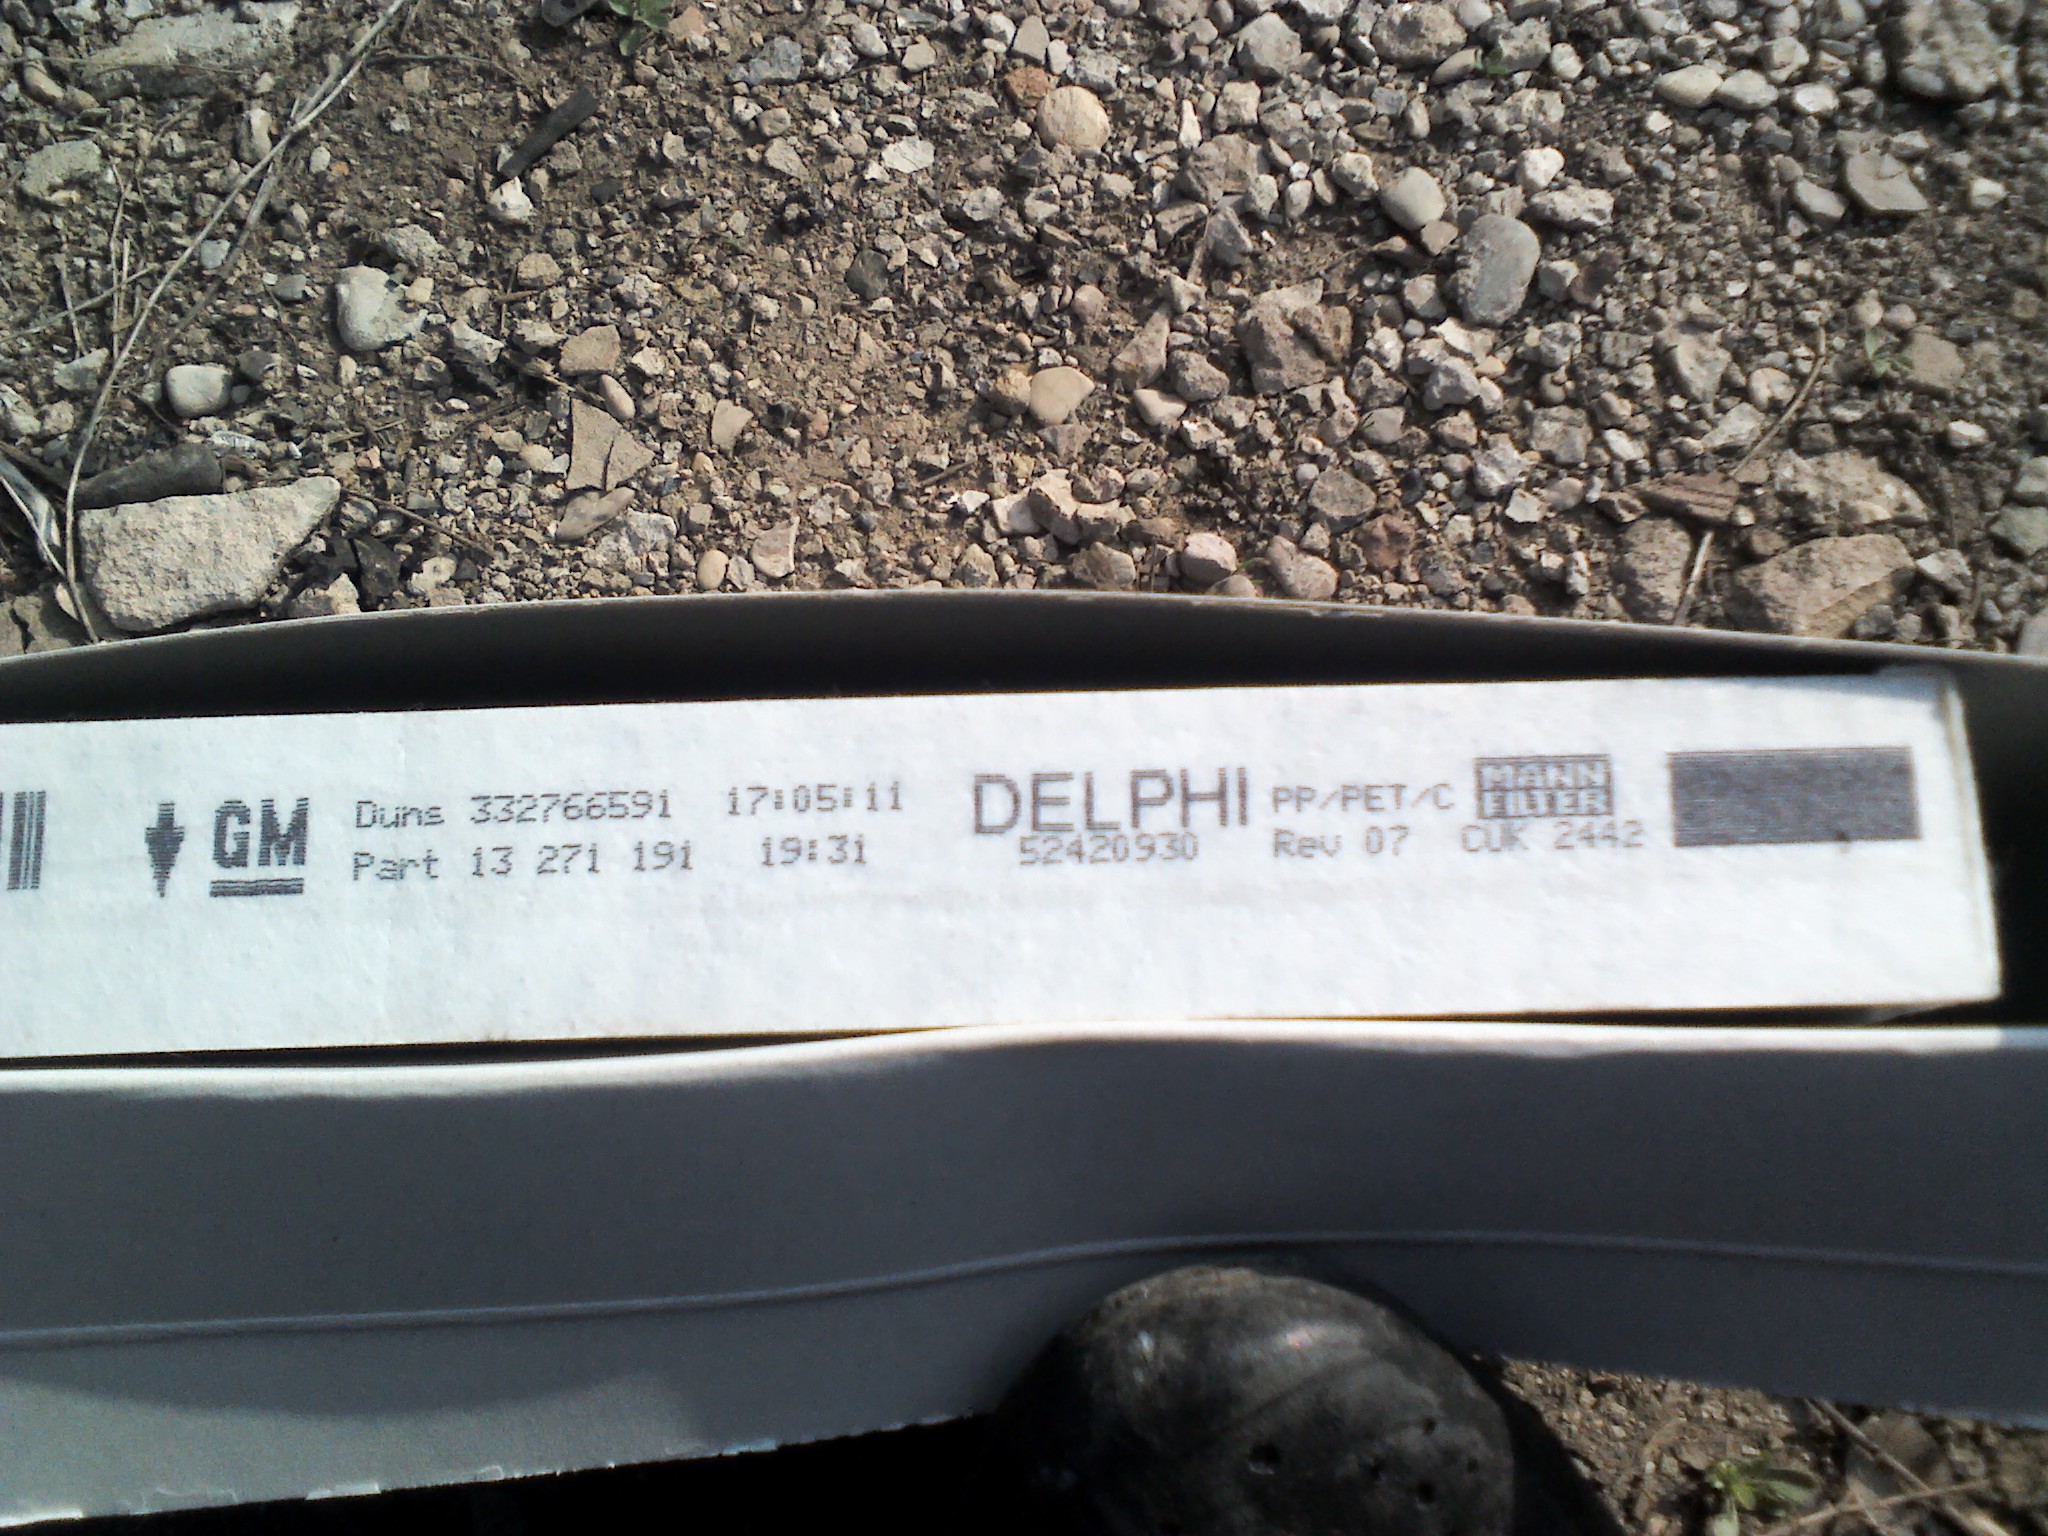 GM
Duns 332766591 17:05:11
Part 13 271 191 19:31
DELPHI
52420930
PP/PET/C
Rev 07
MANN
FILTER
CUK 2442